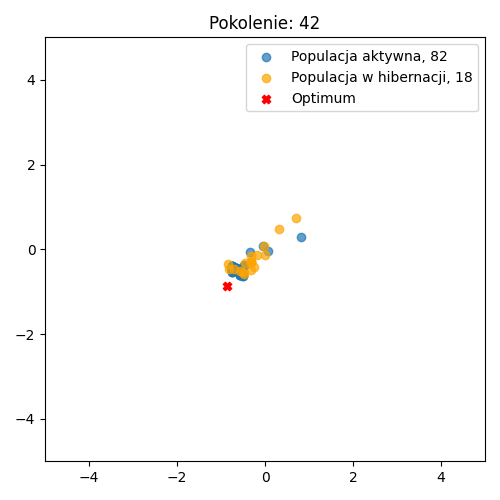 Pokolenie: 42
Populacja aktywna, 82
Populacja w hibernacji, 18
Optimum
4
2
0
−2
−4
−4
−2
0
2
4